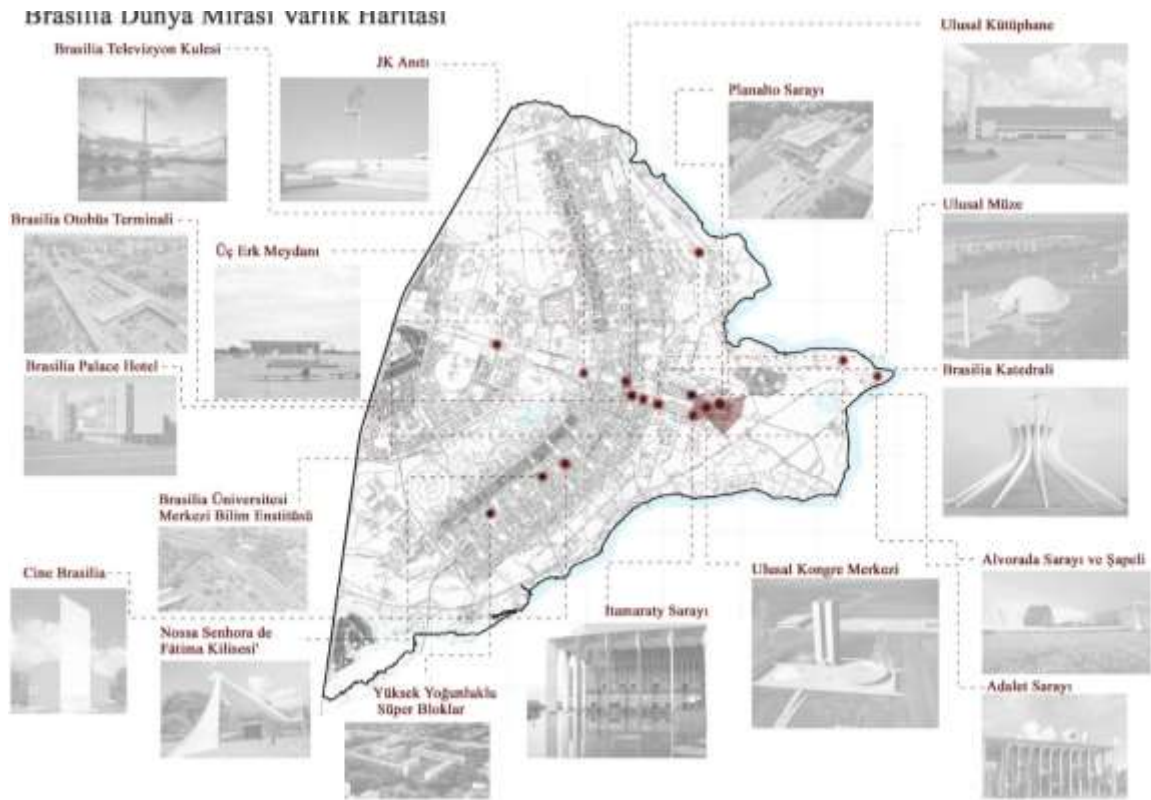 Brasilia Dünya Mirası Varlık Haritası
Brasilia Televizyon Kulesi
JK Anıtı
Ulusal Kütüphane
Planalto Sarayı
Brasilia Otobüs Terminali
Üç Erk Meydanı
Ulusal Müze
Brasilia Palace Hotel
Brasilia Katedrali
Brasilia Üniversitesi
Merkezi Bilim Enstitüsü
Cine Brasilia
Nossa Senhora de
Fátima Kilisesi'
Yüksek Yoğunluklu
Süper Bloklar
Itamaraty Sarayı
Ulusal Kongre Merkezi
Alvorada Sarayı ve Şapeli
Adalet Sarayı